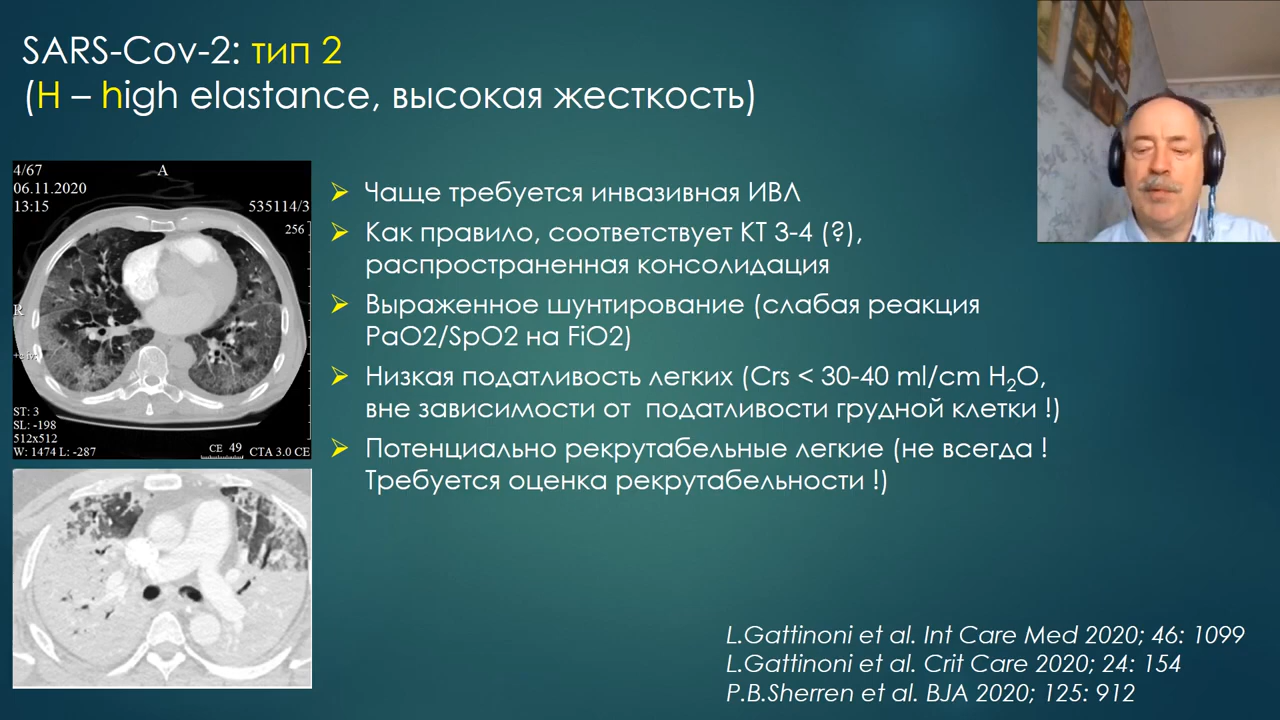 SARS-Cov-2: тип 2
(H – high elastance, высокая жесткость)
4/67
A
06.11.2020
13:15
535114/3
256
R
ST: 3
SL: -198
512x512
W: 1474 L: -287
CE 49
CTA 3.0 CE
Чаще требуется инвазивная ИВЛ
Как правило, соответствует КТ 3-4 (?),
распространенная консолидация
Выраженное шунтирование (слабая реакция
PaO2/SpO2 на FiO2)
Низкая податливость легких (Crs < 30-40 ml/cm H₂O,
вне зависимости от податливости грудной клетки !)
Потенциально рекрутабельные легкие (не всегда !
Требуется оценка рекрутабельности !)
L.Gattinoni et al. Int Care Med 2020; 46: 1099
L.Gattinoni et al. Crit Care 2020; 24: 154
P.B.Sherren et al. BJA 2020; 125: 912